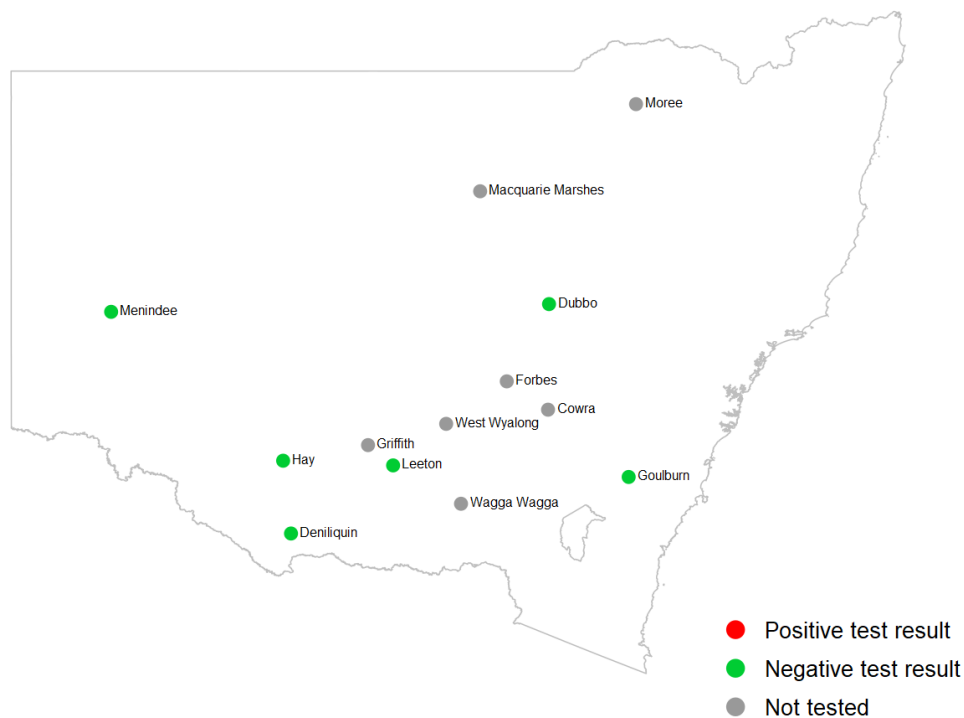 Moree
Macquarie Marshes
Dubbo
Menindee
Forbes
Cowra
West Wyalong
Griffith
Hay
Leeton
Goulburn
Wagga Wagga
Deniliquin
Positive test result
Negative test result
Not tested